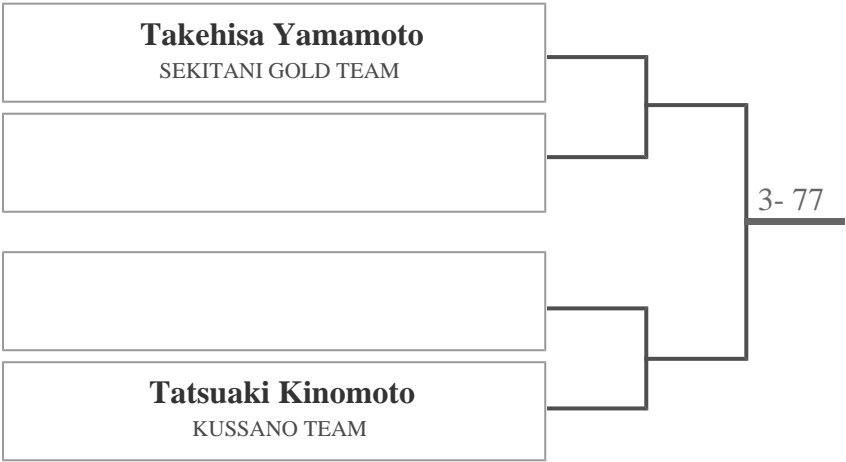 Takehisa Yamamoto
SEKITANI GOLD TEAM
3- 77
Tatsuaki Kinomoto
KUSSANO TEAM